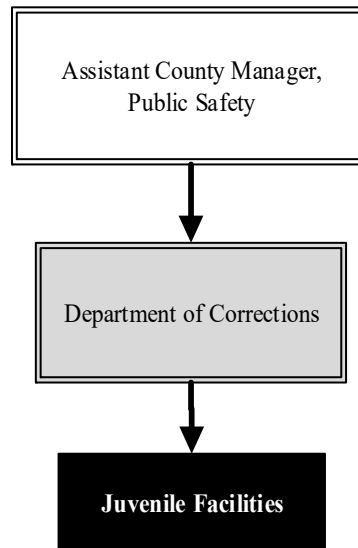 Assistant County Manager,
Public Safety
Department of Corrections
Juvenile Facilities